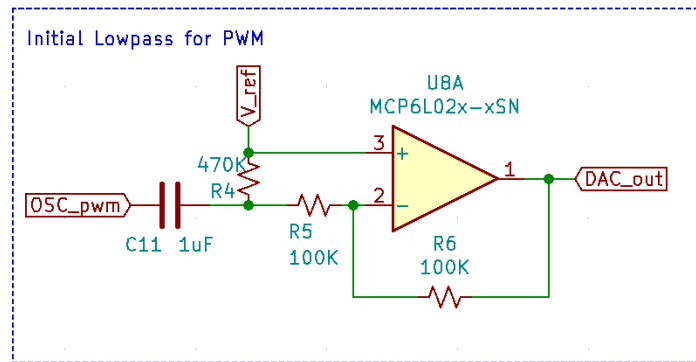 Initial Lowpass for PWM
U8A
MCP6L02x-xSN
V_ref
3
+
470K
R4
1
DAC_out
OSC_pwm
2
−
R5
100K
C11 1uF
R6
100K